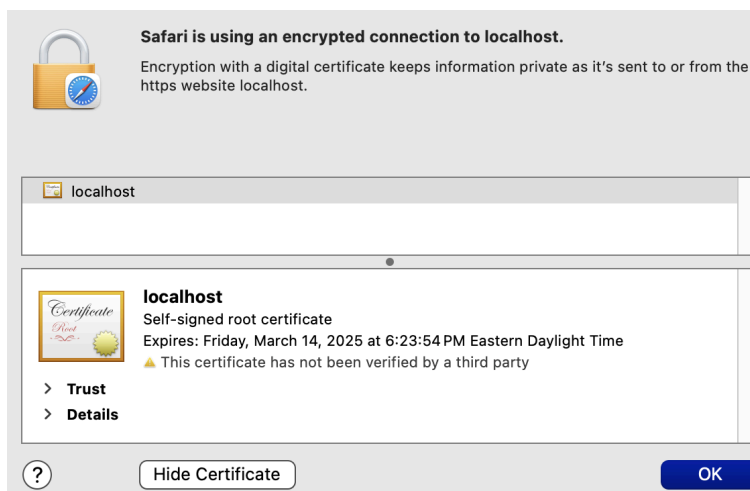 Safari is using an encrypted connection to localhost.
Encryption with a digital certificate keeps information private as it’s sent to or from the
https website localhost.
localhost
Certificate
Root
localhost
Self-signed root certificate
Expires: Friday, March 14, 2025 at 6:23:54 PM Eastern Daylight Time
This certificate has not been verified by a third party
Trust
Details
?
Hide Certificate
OK